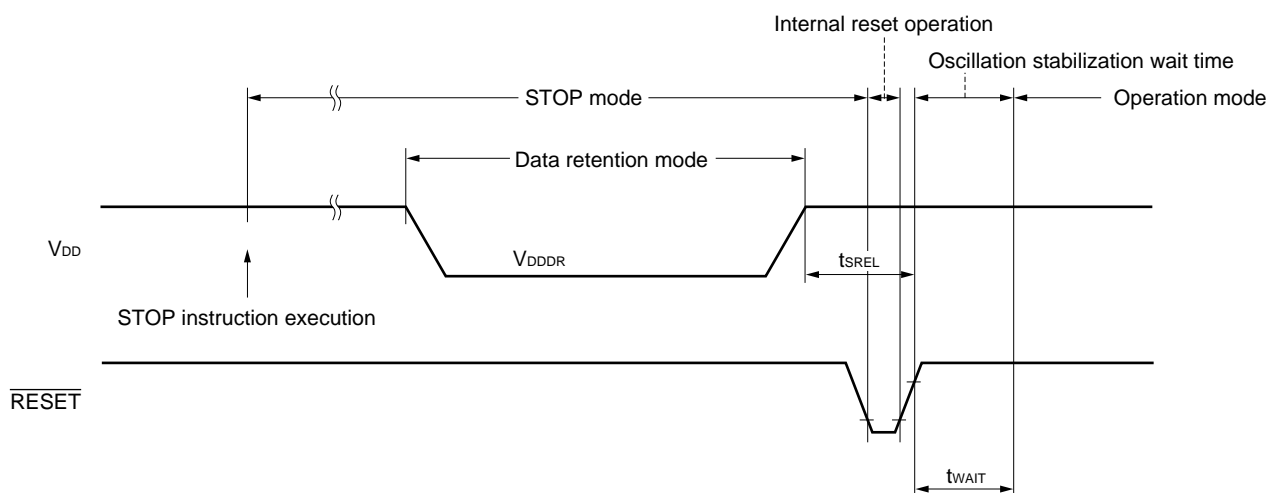 Internal reset operation
Oscillation stabilization wait time
STOP mode
Operation mode
Data retention mode
VDD
VDDDR
tSREL
STOP instruction execution
RESET
tWAIT